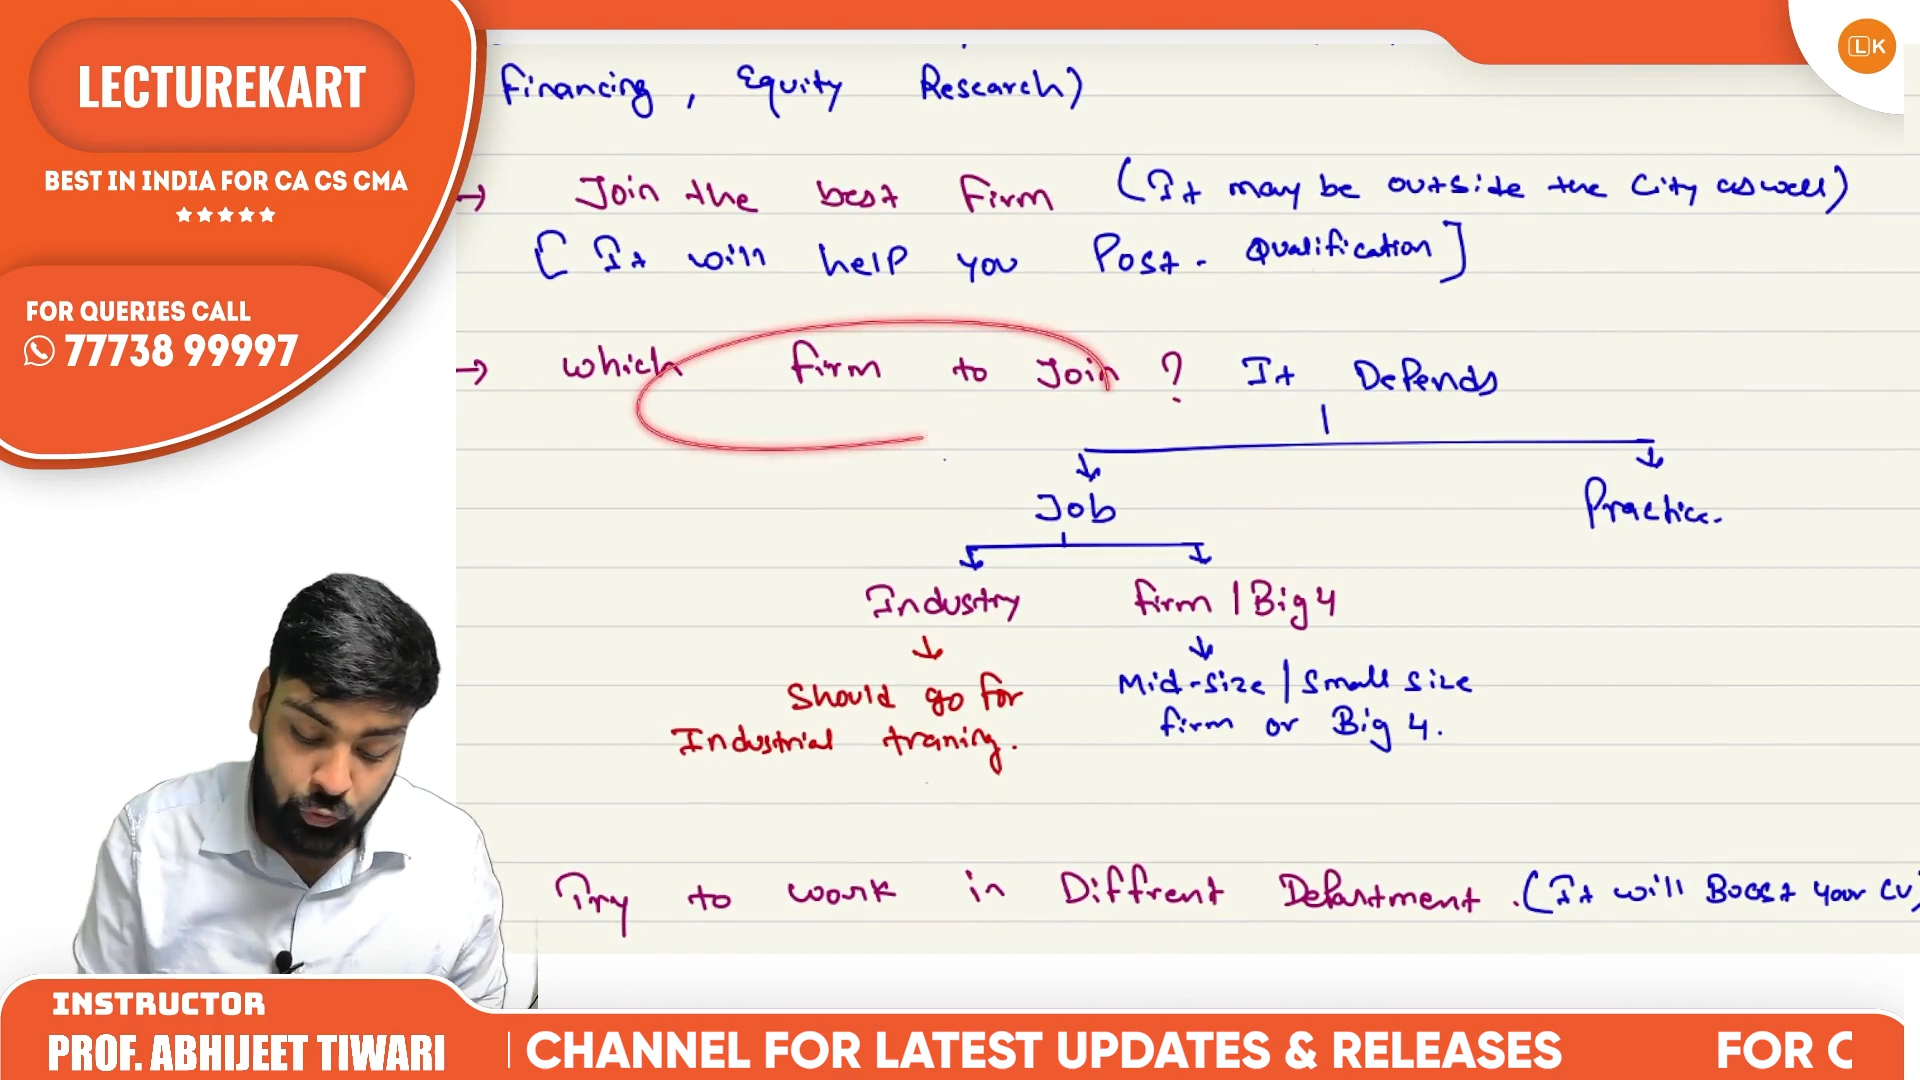 LECTUREKART
BEST IN INDIA FOR CA CS CMA
FOR QUERIES CALL
77738 99997
LK
Financing, Equity Research)
→ Join the best Firm (It may be outside the City aswell)
[It will help you Post-Qualification]
→ which firm to Join ? It Depends
Job
Practice.
Industry
firm | Big 4
Should go for
Industrial traning.
Mid-size | Small size
firm or Big 4.
Try to work in Diffrent Department. (It will Boost your CV)
INSTRUCTOR
PROF. ABHIJEET TIWARI
CHANNEL FOR LATEST UPDATES & RELEASES
FOR C